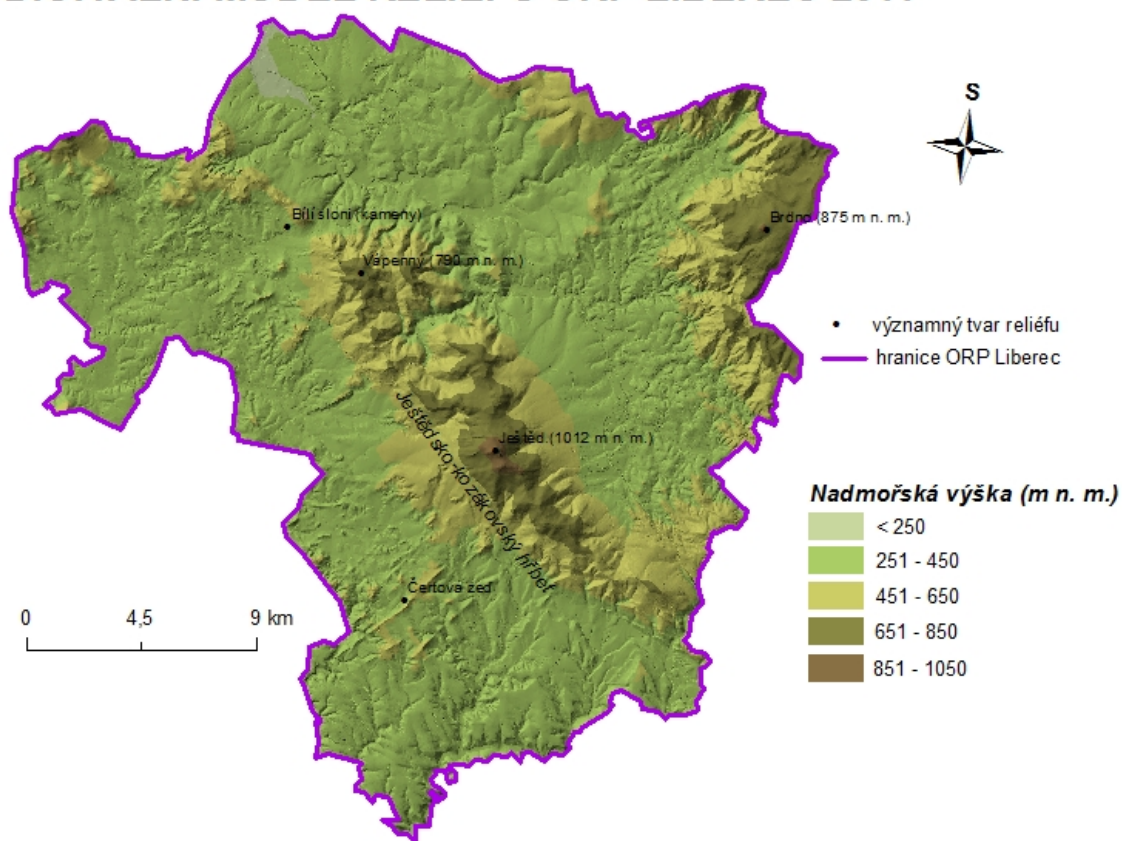 S
Bílí sloni (kameny)
Brdno (875 m n. m.)
Vápenný (790 m n. m.)
významný tvar reliéfu
hranice ORP Liberec
Ještěd (1012 m n. m.)
Ještědsko-kozákovský hřbet
Nadmořská výška (m n. m.)
< 250
251 - 450
451 - 650
651 - 850
851 - 1050
Čertova zeď
0 4,5 9 km